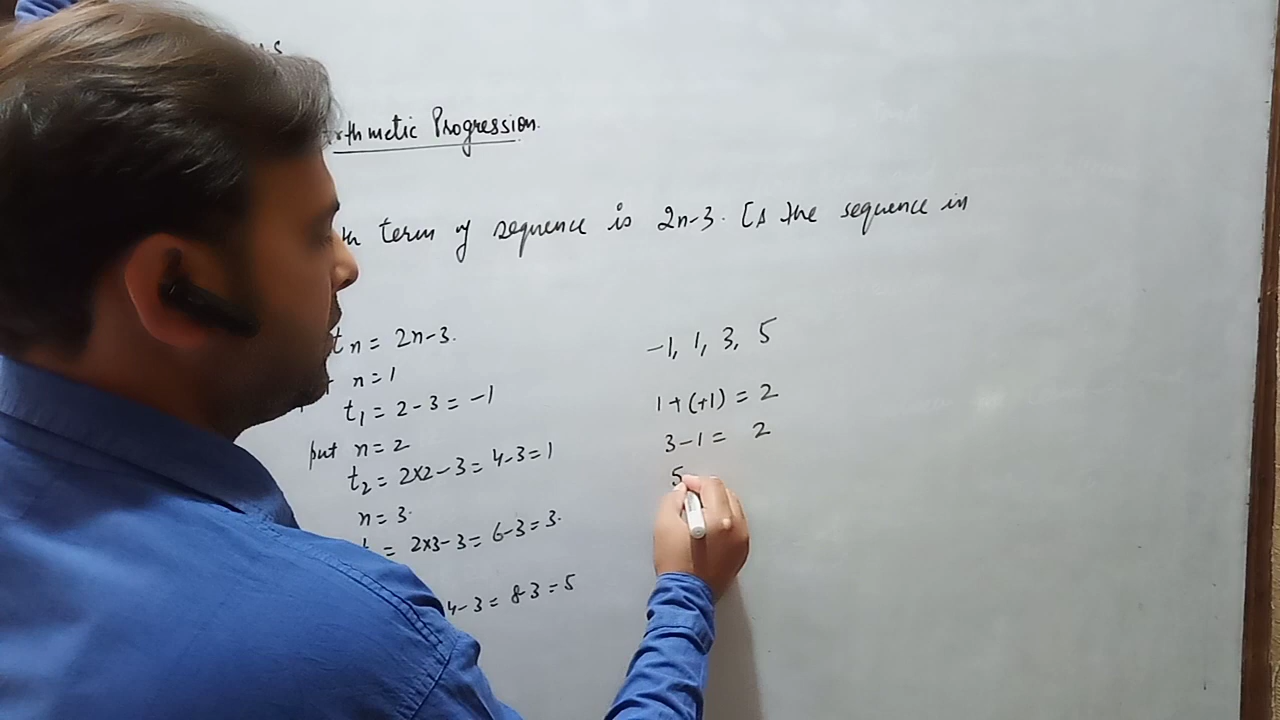 Arthmetic Progression.
term of sequence is 2n-3. Is the sequence in
tn = 2n-3.
n=1
t1 = 2-3 = -1
put n=2
t2 = 2x2-3 = 4-3=1
n=3.
= 2x3-3= 6-3=3.
4-3= 8-3=5
-1, 1, 3, 5
1+(+1) = 2
3-1= 2
5